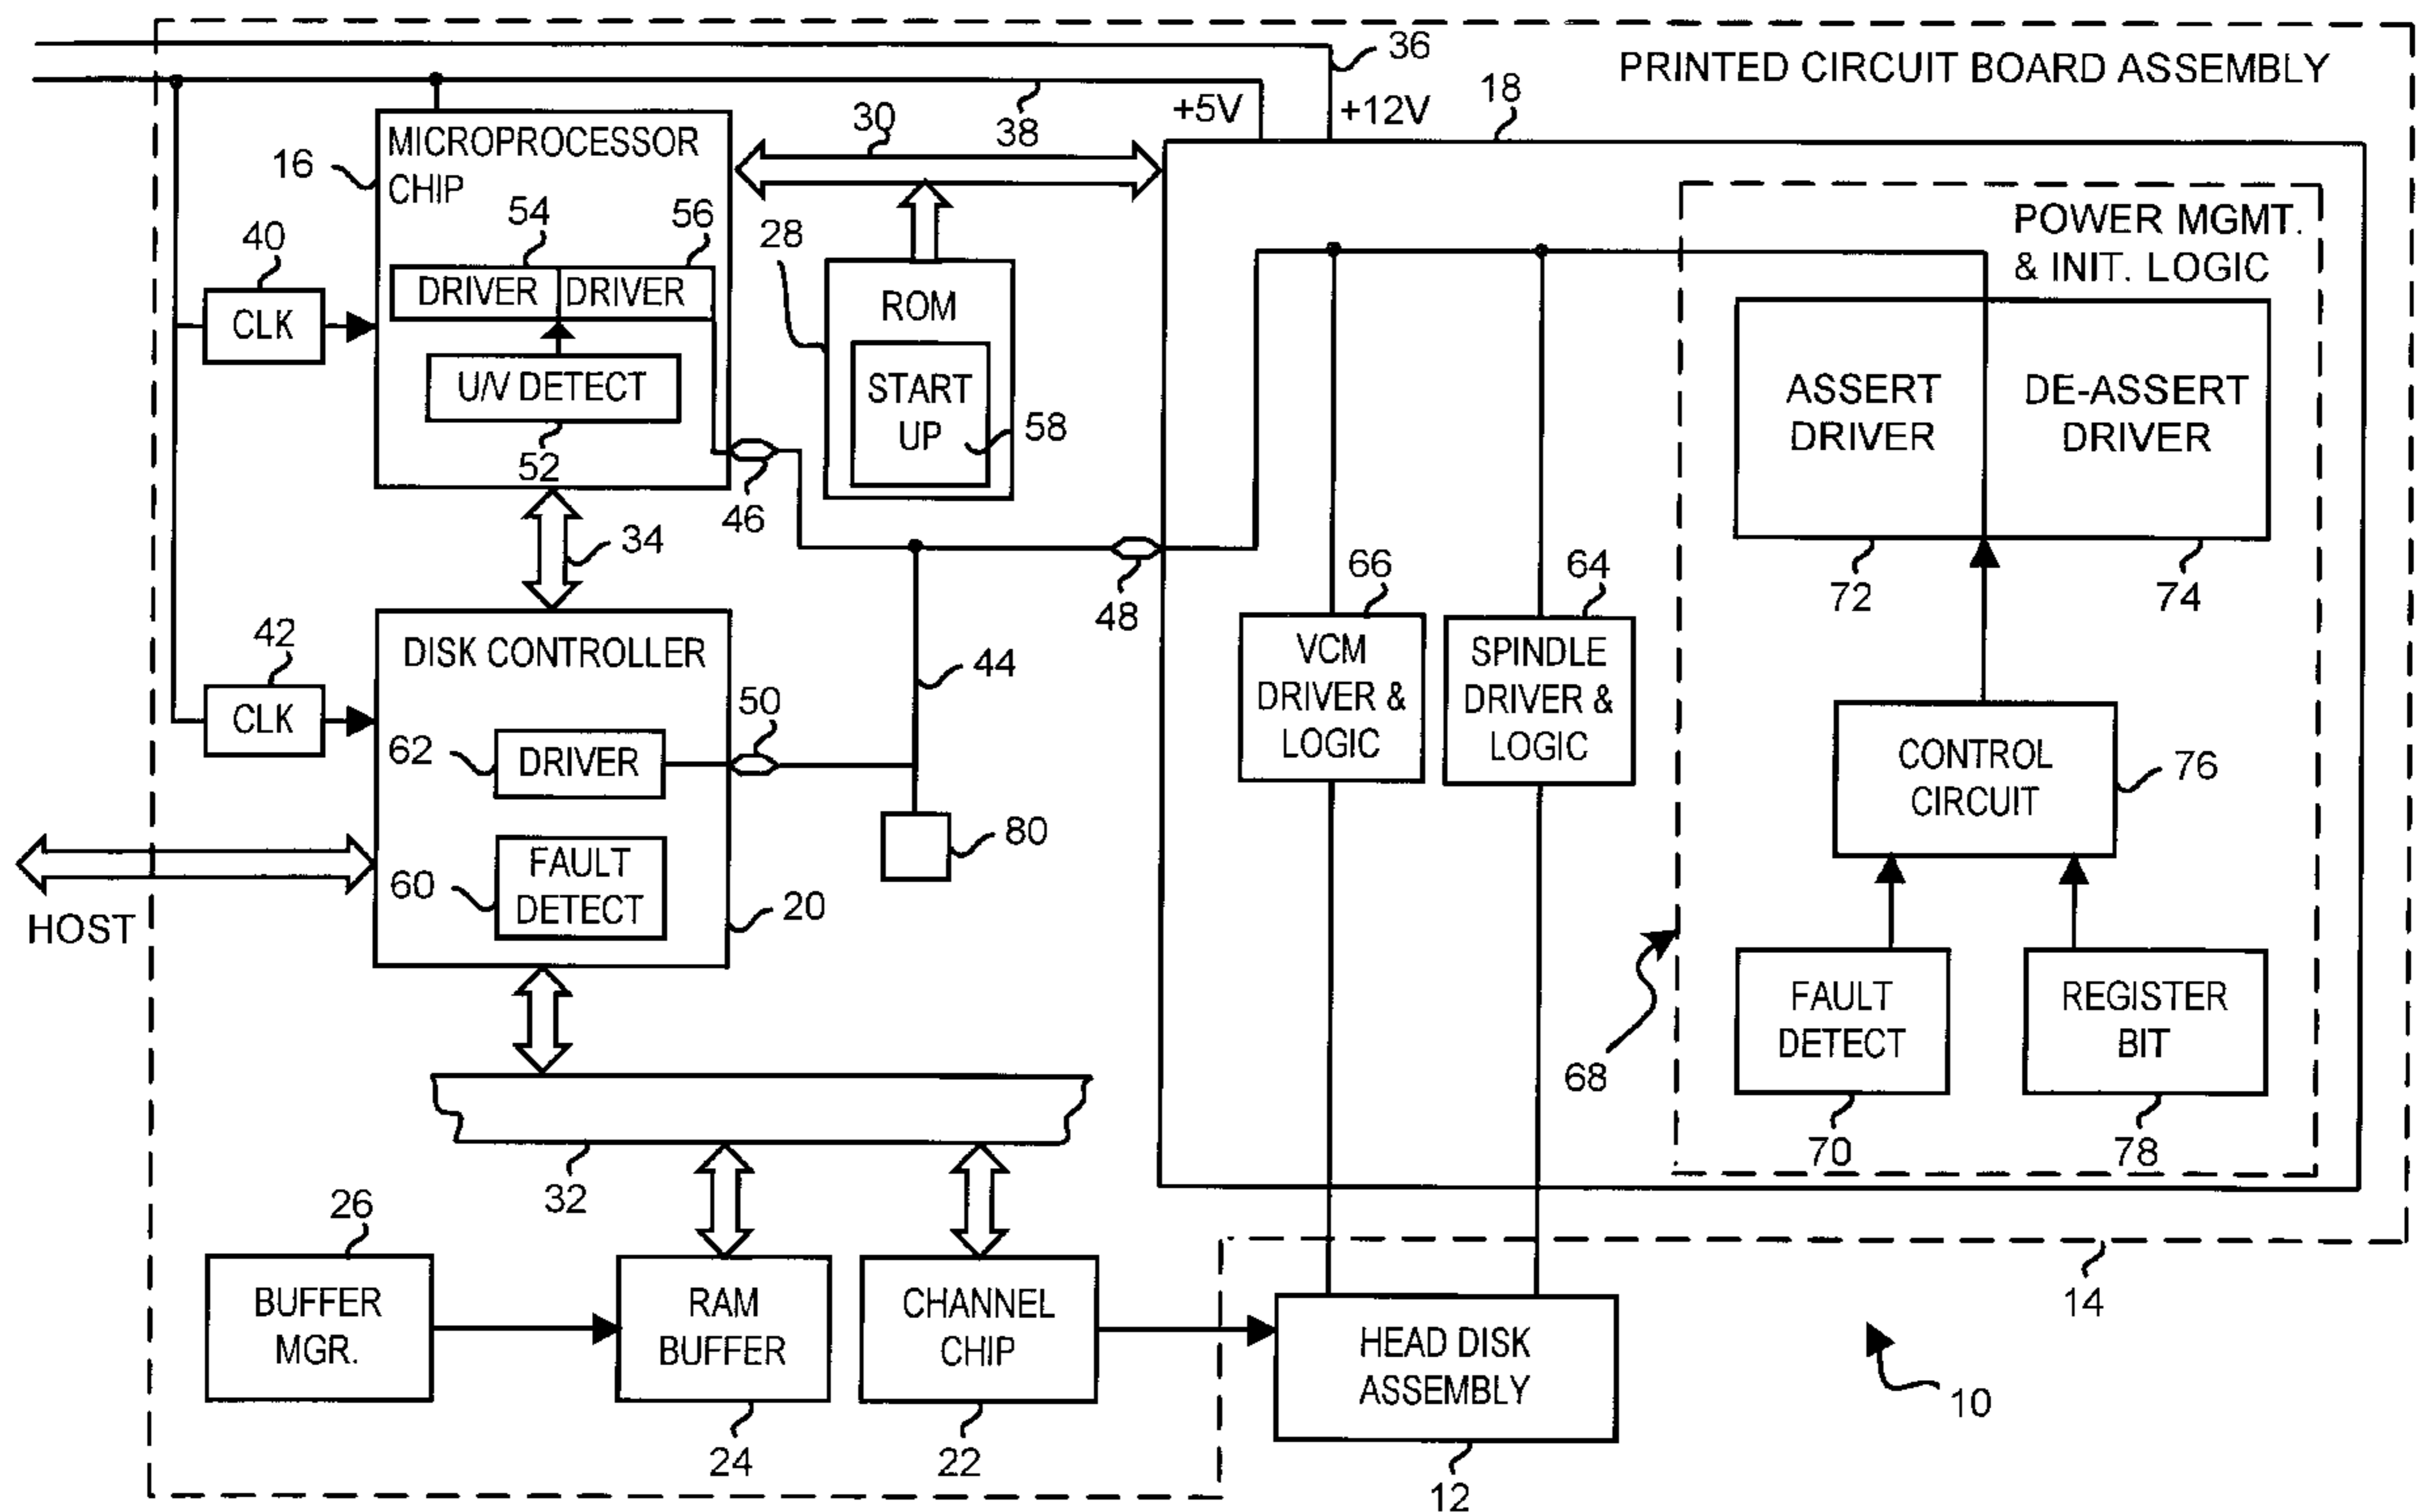 PRINTED CIRCUIT BOARD ASSEMBLY
36
38
+5V
+12V
18
30
16
MICROPROCESSOR
CHIP
54
56
DRIVER
DRIVER
U/V DETECT
52
40
CLK
28
ROM
START
UP
58
46
34
48
42
CLK
DISK CONTROLLER
62
DRIVER
50
44
60
FAULT
DETECT
20
80
HOST
POWER MGMT.
& INIT. LOGIC
ASSERT
DRIVER
DE-ASSERT
DRIVER
72
74
66
VCM
DRIVER &
LOGIC
64
SPINDLE
DRIVER &
LOGIC
CONTROL
CIRCUIT
76
68
FAULT
DETECT
70
REGISTER
BIT
78
32
26
BUFFER
MGR.
RAM
BUFFER
24
CHANNEL
CHIP
22
HEAD DISK
ASSEMBLY
12
14
10